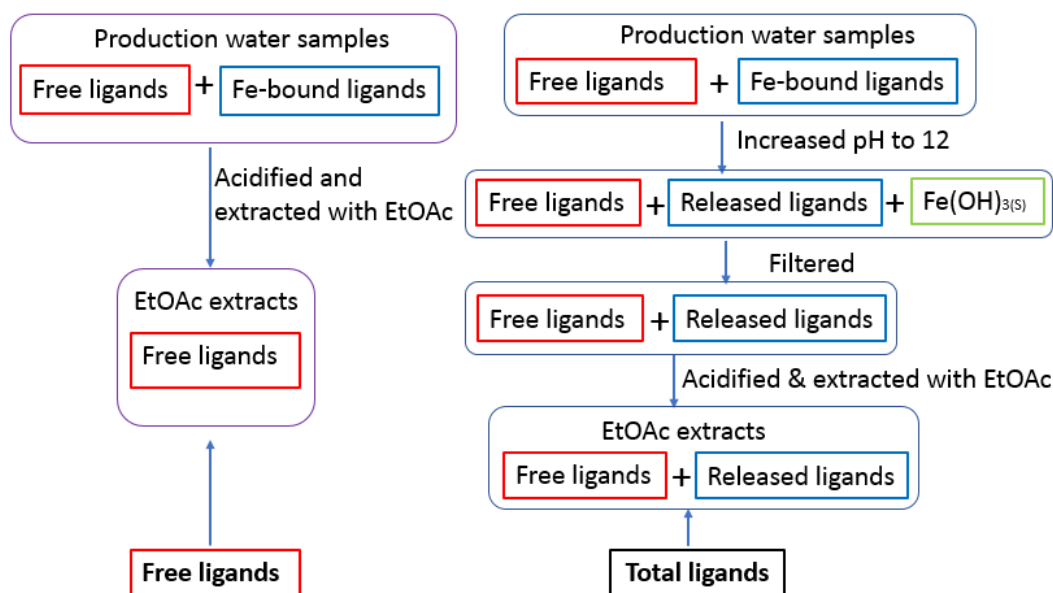 Production water samples
Free ligands + Fe-bound ligands
Acidified and
extracted with EtOAc
EtOAc extracts
Free ligands
Free ligands
Production water samples
Free ligands + Fe-bound ligands
Increased pH to 12
Free ligands + Released ligands + Fe(OH)3(S)
Filtered
Free ligands + Released ligands
Acidified & extracted with EtOAc
EtOAc extracts
Free ligands + Released ligands
Total ligands